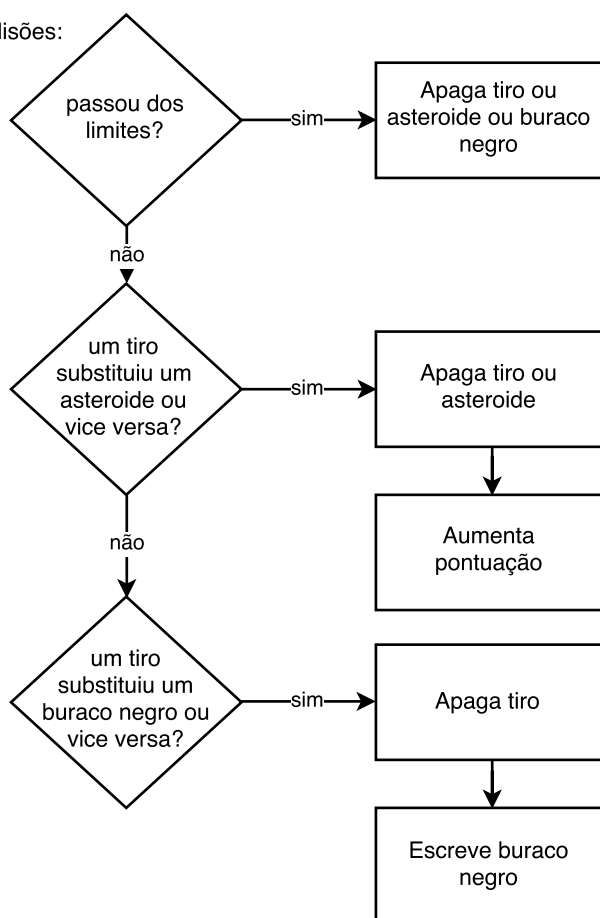 lisões:
passou dos
limites?
sim
Apaga tiro ou
asteroide ou buraco
negro
não
um tiro
substituiu um
asteroide ou
vice versa?
sim
Apaga tiro ou
asteroide
Aumenta
pontuação
não
um tiro
substituiu um
buraco negro ou
vice versa?
sim
Apaga tiro
Escreve buraco
negro